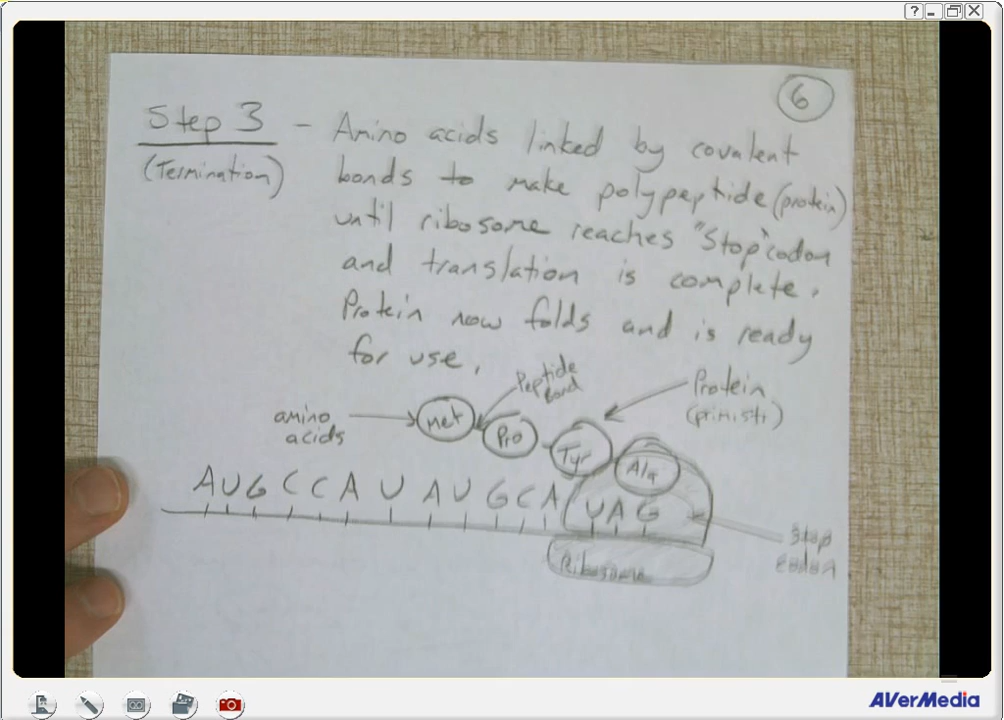 6
Step 3 - Amino acids linked by covalent
(Termination) bonds to make polypeptide (protein)
until ribosome reaches "Stop" codon
and translation is complete.
Protein now folds and is ready
for use.
Peptide
Bond
Protein
amino
acids
Met
Pro
Tyr
Ala
A U G C C A U A U G C A U A G
Stop
codon
Ribosome
AVerMedia